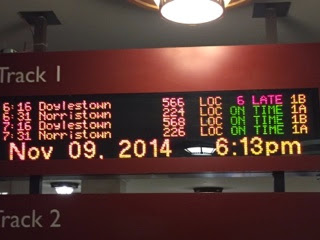 Track 1
6:16 Doylestown 566 LOC 6 LATE 1B
6:31 Norristown 224 LOC ON TIME 1A
7:16 Doylestown 568 LOC ON TIME 1B
7:31 Norristown 226 LOC ON TIME 1A
Nov 09, 2014 6:13pm
Track 2